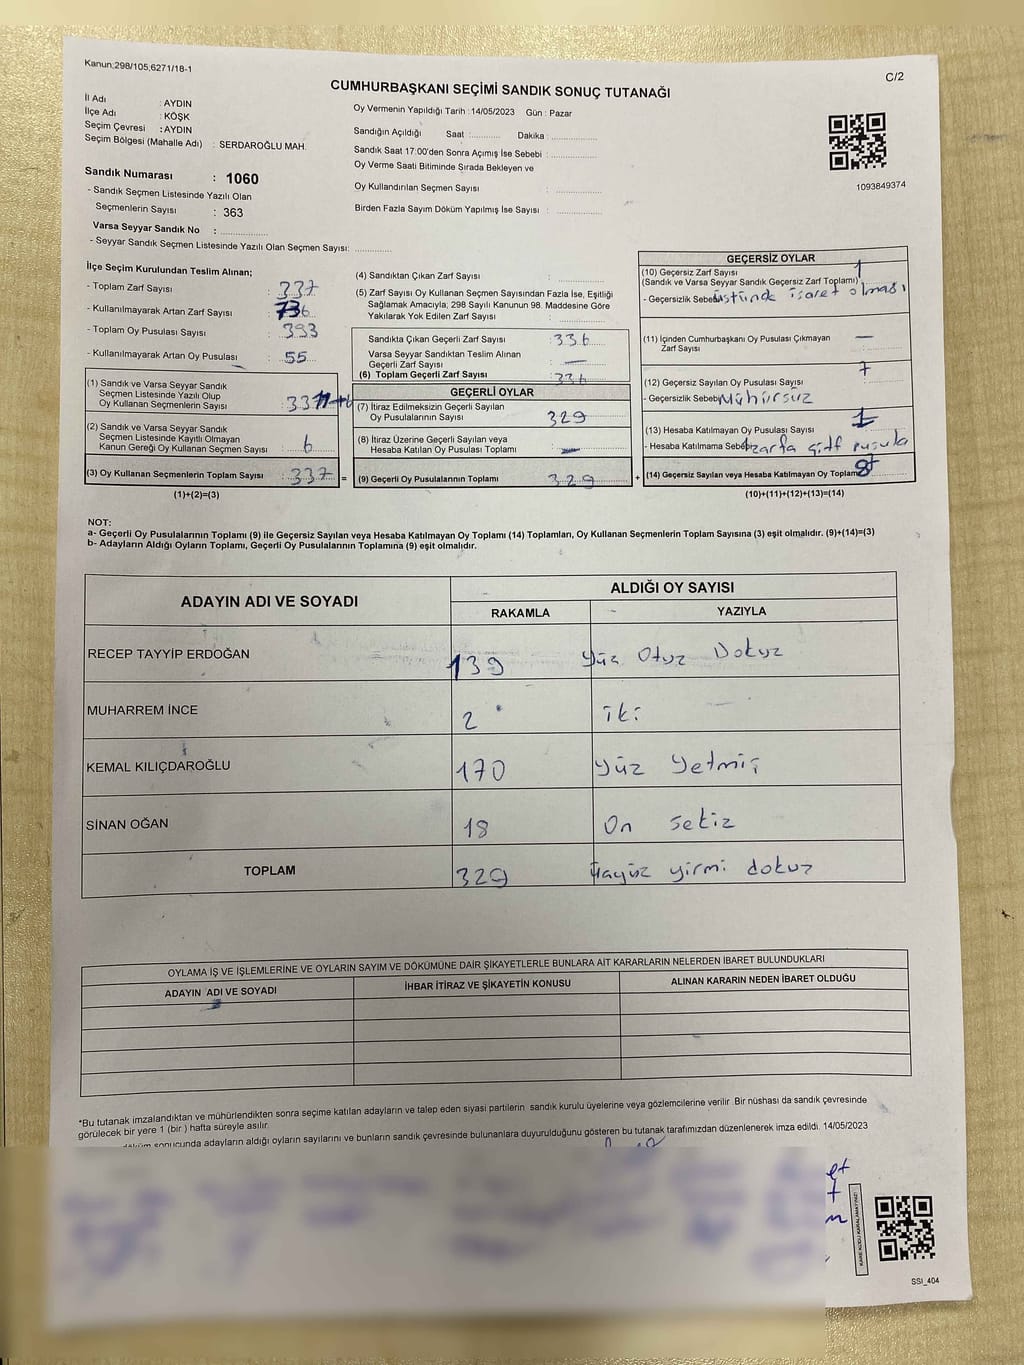 Kanun;298/105,6271/18-1
C/2
CUMHURBAŞKANI SEÇİMİ SANDIK SONUÇ TUTANAĞI
İl Adı : AYDIN
İlçe Adı : KÖŞK
Seçim Çevresi : AYDIN
Seçim Bölgesi (Mahalle Adı) : SERDAROĞLU MAH.
Oy Vermenin Yapıldığı Tarih :14/05/2023 Gün : Pazar
Sandığın Açıldığı Saat :.......... Dakika :..............
Sandık Saat 17:00'den Sonra Açımış İse Sebebi :..............
Oy Verme Saati Bitiminde Sırada Bekleyen ve
Oy Kullandırılan Seçmen Sayısı : ..............
Birden Fazla Sayım Döküm Yapılmış İse Sayısı : ..............
1093849374
Sandık Numarası : 1060
- Sandık Seçmen Listesinde Yazılı Olan
Seçmenlerin Sayısı : 363
Varsa Seyyar Sandık No : ..............
- Seyyar Sandık Seçmen Listesinde Yazılı Olan Seçmen Sayısı: ...........
İlçe Seçim Kurulundan Teslim Alınan;
- Toplam Zarf Sayısı : 337
- Kullanılmayarak Artan Zarf Sayısı :
- Toplam Oy Pusulası Sayısı : 393
- Kullanılmayarak Artan Oy Pusulası : 55
(1) Sandık ve Varsa Seyyar Sandık
Seçmen Listesinde Yazılı Olup
Oy Kullanan Seçmenlerin Sayısı :
(2) Sandık ve Varsa Seyyar Sandık
Seçmen Listesinde Kayıtlı Olmayan
Kanun Gereği Oy Kullanan Seçmen Sayısı : 6
(3) Oy Kullanan Seçmenlerin Toplam Sayısı : 337 =
(1)+(2)=(3)
(4) Sandıktan Çıkan Zarf Sayısı :
(5) Zarf Sayısı Oy Kullanan Seçmen Sayısından Fazla İse, Eşitliği
Sağlamak Amacıyla, 298 Sayılı Kanunun 98. Maddesine Göre
Yakılarak Yok Edilen Zarf Sayısı :
Sandıkta Çıkan Geçerli Zarf Sayısı : 336
Varsa Seyyar Sandıktan Teslim Alınan
Geçerli Zarf Sayısı : —
(6) Toplam Geçerli Zarf Sayısı : 336
GEÇERLİ OYLAR
(7) İtiraz Edilmeksizin Geçerli Sayılan
Oy Pusulalarının Sayısı : 329
(8) İtiraz Üzerine Geçerli Sayılan veya
Hesaba Katılan Oy Pusulası Toplamı : —
(9) Geçerli Oy Pusulalarının Toplamı : 329 +
GEÇERSİZ OYLAR
(10) Geçersiz Zarf Sayısı 1
(Sandık ve Varsa Seyyar Sandık Geçersiz Zarf Toplamı)
- Geçersizlik Sebebi üstünde işaret olması
(11) İçinden Cumhurbaşkanı Oy Pusulası Çıkmayan —
Zarf Sayısı
(12) Geçersiz Sayılan Oy Pusulası Sayısı 7
- Geçersizlik Sebebi Mühürsüz
(13) Hesaba Katılmayan Oy Pusulası Sayısı
- Hesaba Katılmama Sebebi zarfa çift pusula
(14) Geçersiz Sayılan veya Hesaba Katılmayan Oy Toplamı
(10)+(11)+(12)+(13)=(14)
NOT:
a- Geçerli Oy Pusulalarının Toplamı (9) ile Geçersiz Sayılan veya Hesaba Katılmayan Oy Toplamı (14) Toplamları, Oy Kullanan Seçmenlerin Toplam Sayısına (3) eşit olmalıdır. (9)+(14)=(3)
b- Adayların Aldığı Oyların Toplamı, Geçerli Oy Pusulalarının Toplamına (9) eşit olmalıdır.
ADAYIN ADI VE SOYADI
ALDIĞI OY SAYISI
RAKAMLA YAZIYLA
RECEP TAYYİP ERDOĞAN 139 Yüz Otuz Dokuz
MUHARREM İNCE 2 iki
KEMAL KILIÇDAROĞLU 170 Yüz Yetmiş
SİNAN OĞAN 18 On sekiz
TOPLAM 329 üçyüz yirmi dokuz
OYLAMA İŞ VE İŞLEMLERİNE VE OYLARIN SAYIM VE DÖKÜMÜNE DAİR ŞİKAYETLERLE BUNLARA AİT KARARLARIN NELERDEN İBARET BULUNDUKLARI
ADAYIN ADI VE SOYADI İHBAR İTİRAZ VE ŞİKAYETİN KONUSU ALINAN KARARIN NEDEN İBARET OLDUĞU
*Bu tutanak imzalandıktan ve mühürlendikten sonra seçime katılan adayların ve talep eden siyasi partilerin sandık kurulu üyelerine veya gözlemcilerine verilir .Bir nüshası da sandık çevresinde
görülecek bir yere 1 (bir ) hafta süreyle asılır.
sonucunda adayların aldığı oyların sayılarını ve bunların sandık çevresinde bulunanlara duyurulduğunu gösteren bu tutanak tarafımızdan düzenlenerek imza edildi. 14/05/2023
KARE KODU KARALAMAYINIZ!
SSI_404